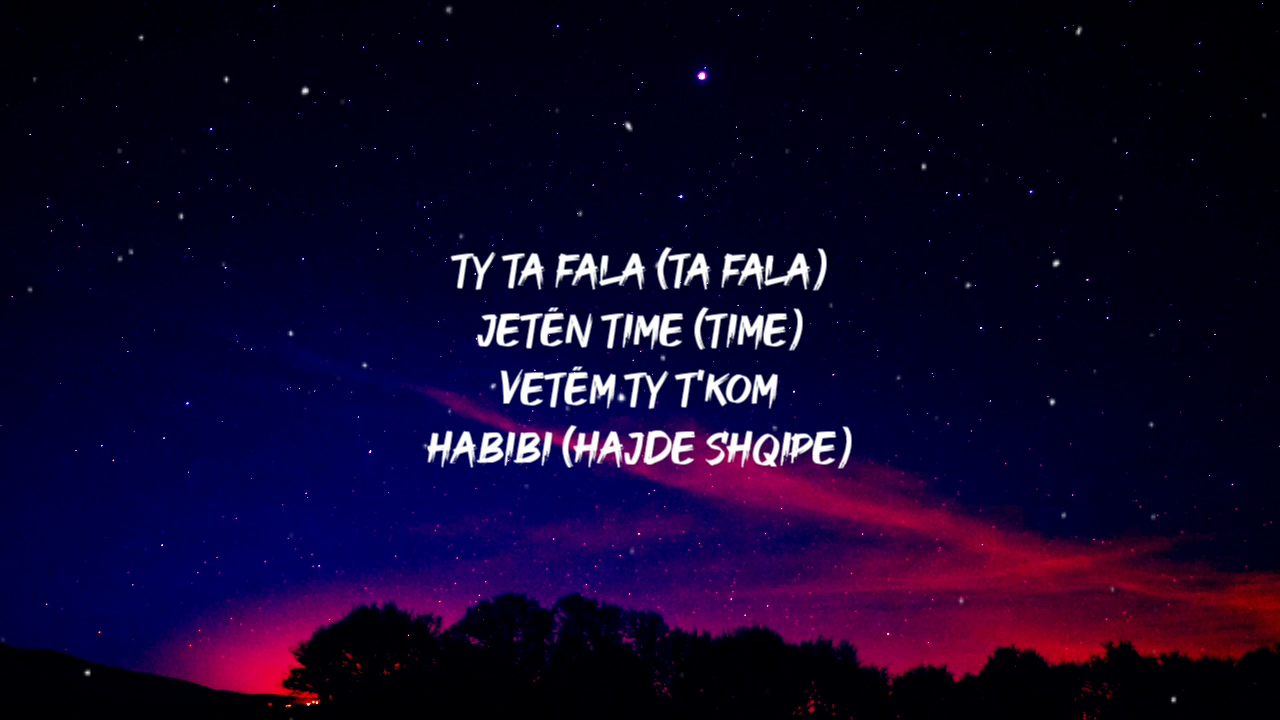 TY TA FALA (TA FALA)
JETËN TIME (TIME)
VETËM TY T'KOM
HABIBI (HAJDE SHQIPE)